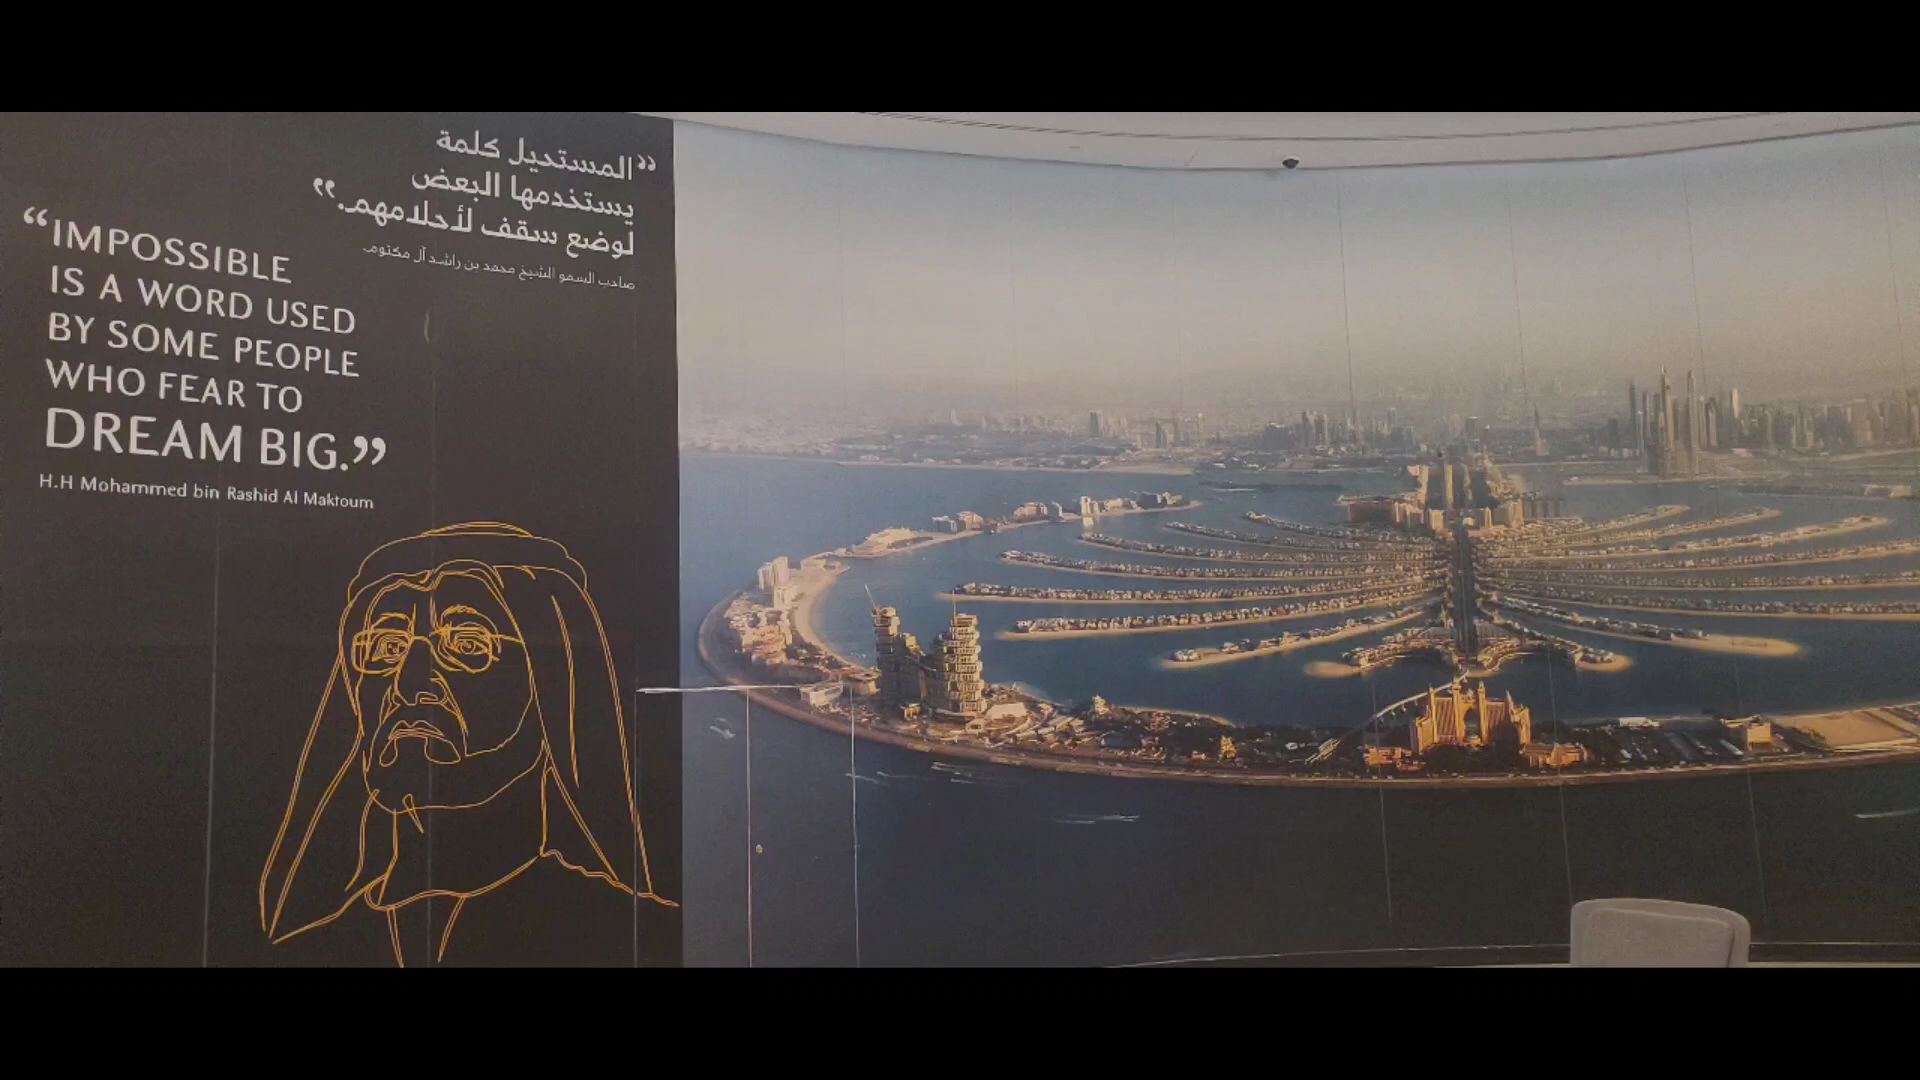 “المستحيل كلمة
يستخدمها البعض
لوضع سقف لأحلامهم.”
صاحب السمو الشيخ محمد بن راشد آل مكتوم
“IMPOSSIBLE
IS A WORD USED
BY SOME PEOPLE
WHO FEAR TO
DREAM BIG.”
H.H Mohammed bin Rashid Al Maktoum